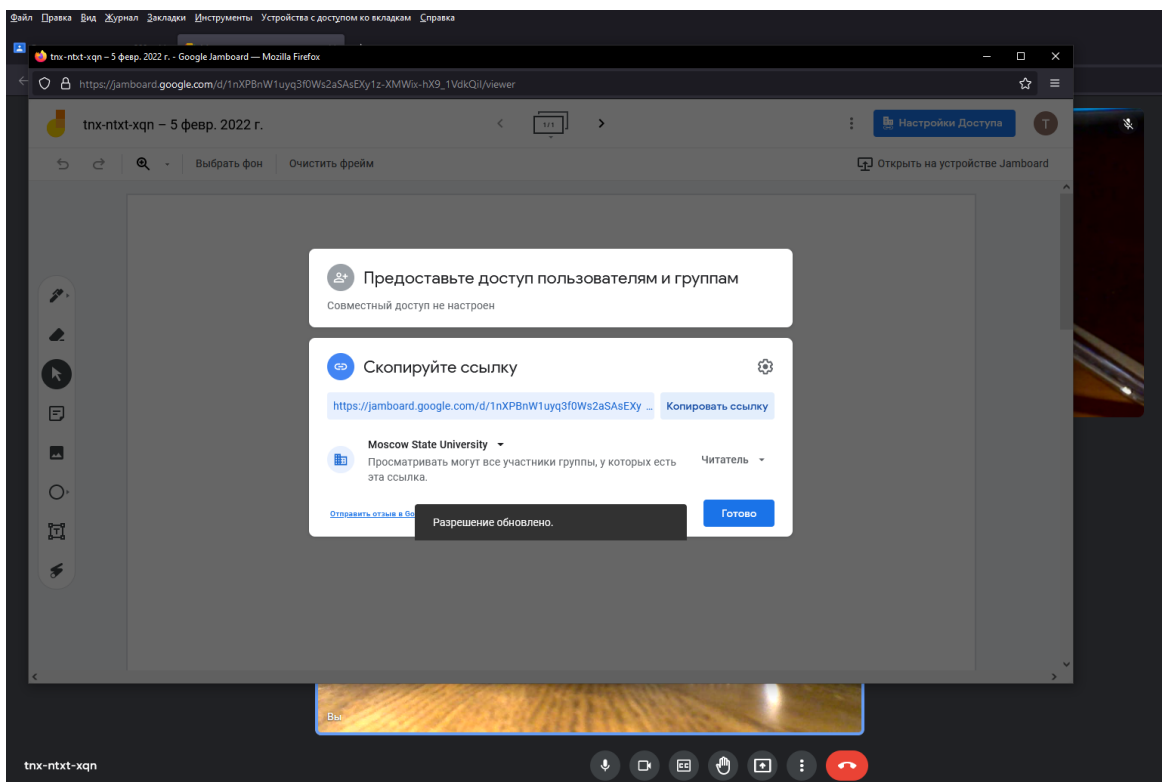 Файл Правка Вид Журнал Закладки Инструменты Устройства с доступом ко вкладкам Справка
tnx-ntxt-xqn – 5 февр. 2022 г. - Google Jamboard — Mozilla Firefox
https://jamboard.google.com/d/1nXPBnW1uyq3f0Ws2aSAsEXy1z-XMWix-hX9_1VdkQiI/viewer
tnx-ntxt-xqn – 5 февр. 2022 г.
1/1
Настройки Доступа
T
Выбрать фон
Очистить фрейм
Открыть на устройстве Jamboard
Предоставьте доступ пользователям и группам
Совместный доступ не настроен
Скопируйте ссылку
https://jamboard.google.com/d/1nXPBnW1uyq3f0Ws2aSAsEXy ...
Копировать ссылку
Moscow State University
Просматривать могут все участники группы, у которых есть
эта ссылка.
Читатель
Отправить отзыв в Go
Готово
Разрешение обновлено.
Вы
tnx-ntxt-xqn